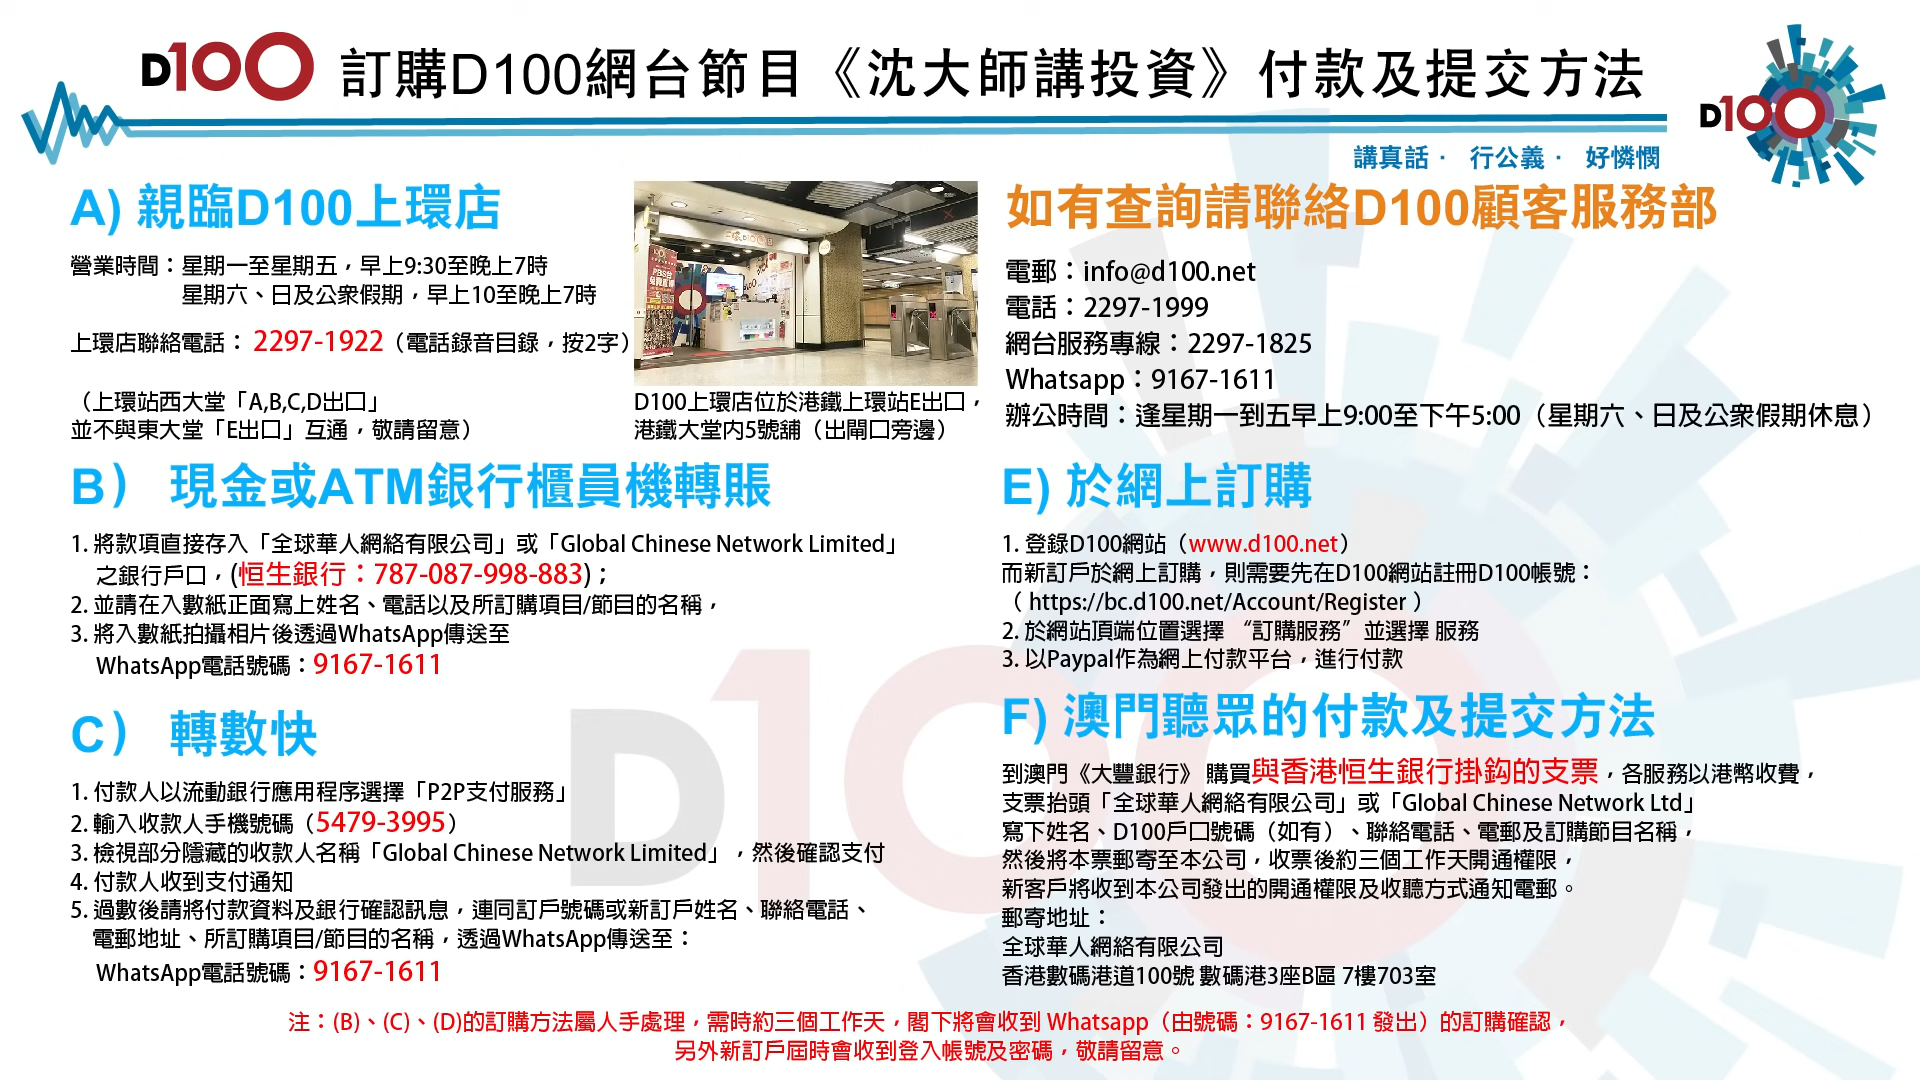 D100 訂購D100網台節目《沈大師講投資》付款及提交方法
D100
講真話· 行公義· 好憐憫
A) 親臨D100上環店
營業時間：星期一至星期五，早上9:30至晚上7時
星期六、日及公衆假期，早上10至晚上7時
上環店聯絡電話： 2297-1922（電話錄音目錄，按2字）
（上環站西大堂「A,B,C,D出口」
並不與東大堂「E出口」互通，敬請留意）
D100上環店位於港鐵上環站E出口，
港鐵大堂内5號舖（出閘口旁邊）
如有查詢請聯絡D100顧客服務部
電郵：info@d100.net
電話：2297-1999
網台服務專線：2297-1825
Whatsapp：9167-1611
辦公時間：逢星期一到五早上9:00至下午5:00（星期六、日及公衆假期休息）
B） 現金或ATM銀行櫃員機轉賬
1. 將款項直接存入「全球華人網絡有限公司」或「Global Chinese Network Limited」
之銀行戶口，(恒生銀行：787-087-998-883)；
2. 並請在入數紙正面寫上姓名、電話以及所訂購項目/節目的名稱，
3. 將入數紙拍攝相片後透過WhatsApp傳送至
WhatsApp電話號碼：9167-1611
C） 轉數快
1. 付款人以流動銀行應用程序選擇「P2P支付服務」
2. 輸入收款人手機號碼（5479-3995）
3. 檢視部分隱藏的收款人名稱「Global Chinese Network Limited」，然後確認支付
4. 付款人收到支付通知
5. 過數後請將付款資料及銀行確認訊息，連同訂戶號碼或新訂戶姓名、聯絡電話、
電郵地址、所訂購項目/節目的名稱，透過WhatsApp傳送至：
WhatsApp電話號碼：9167-1611
E) 於網上訂購
1. 登錄D100網站（www.d100.net）
而新訂戶於網上訂購，則需要先在D100網站註冊D100帳號：
（ https://bc.d100.net/Account/Register ）
2. 於網站頂端位置選擇 “訂購服務”並選擇 服務
3. 以Paypal作為網上付款平台，進行付款
F) 澳門聽眾的付款及提交方法
到澳門《大豐銀行》 購買與香港恒生銀行掛鈎的支票，各服務以港幣收費，
支票抬頭「全球華人網絡有限公司」或「Global Chinese Network Ltd」
寫下姓名、D100戶口號碼（如有）、聯絡電話、電郵及訂購節目名稱，
然後將本票郵寄至本公司，收票後約三個工作天開通權限，
新客戶將收到本公司發出的開通權限及收聽方式通知電郵。
郵寄地址：
全球華人網絡有限公司
香港數碼港道100號 數碼港3座B區 7樓703室
注：(B)、(C)、(D)的訂購方法屬人手處理，需時約三個工作天，閣下將會收到 Whatsapp（由號碼：9167-1611 發出）的訂購確認，
另外新訂戶屆時會收到登入帳號及密碼，敬請留意。